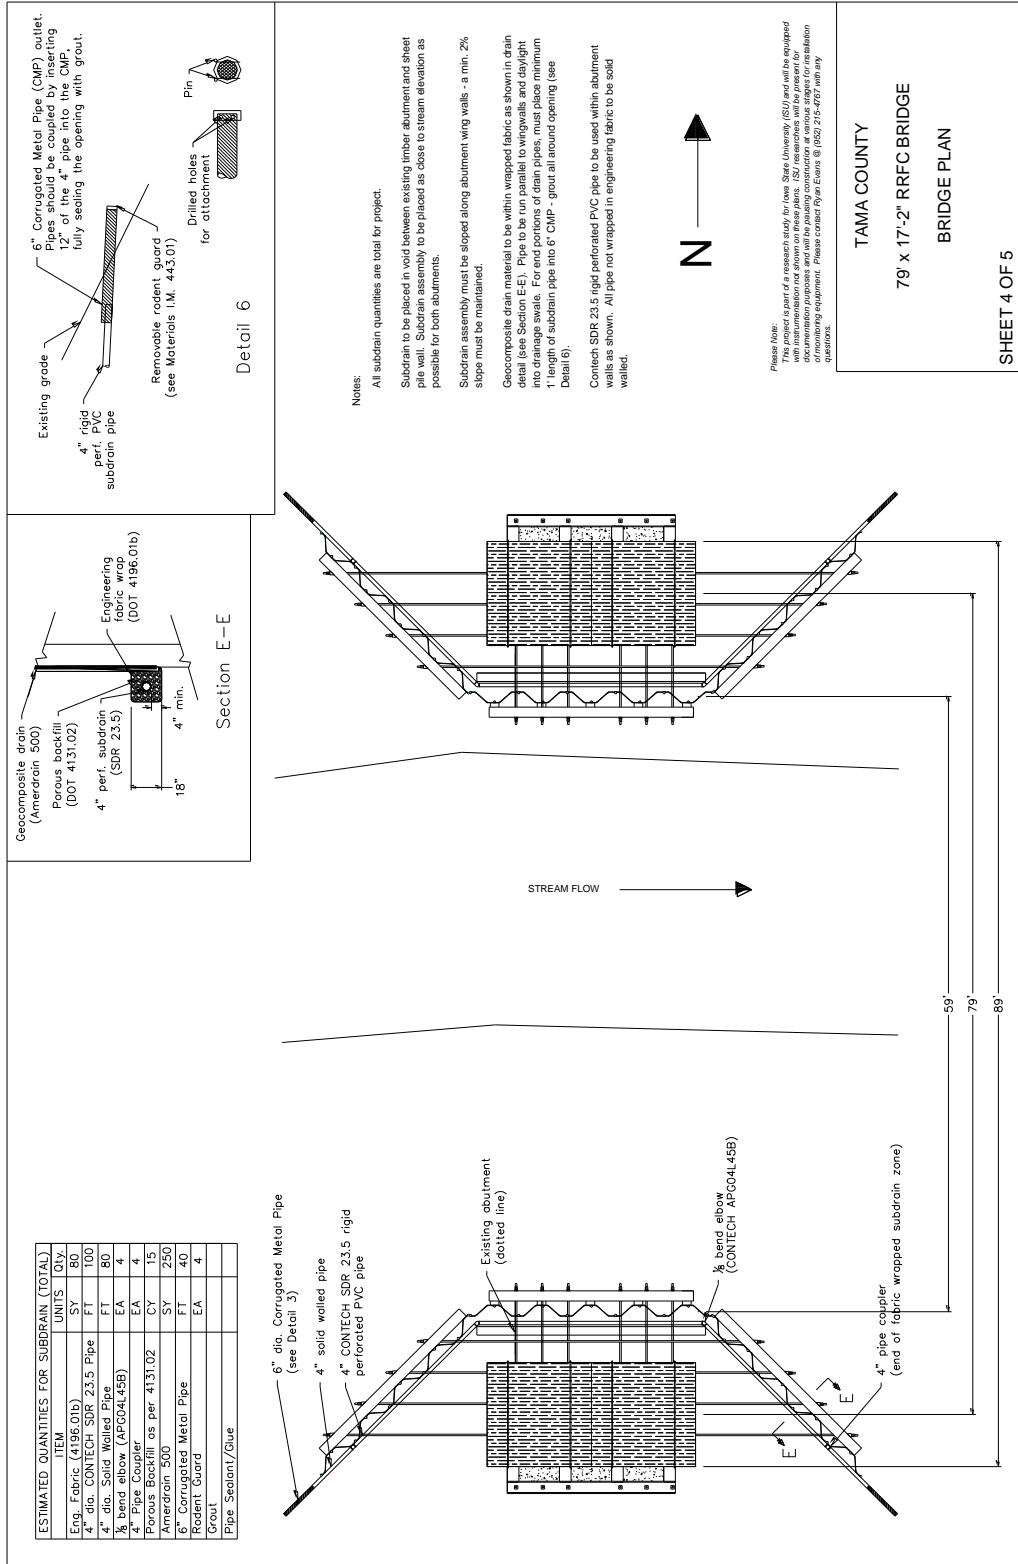 ESTIMATED QUANTITIES FOR SUBDRAIN (TOTAL)
ITEM UNITS Qty.
Eng. Fabric (4196.01b) SY 80
4" dia. CONTECH SDR 23.5 Pipe FT 100
4" dia. Solid Walled Pipe FT 80
⅛ bend elbow (APG04L45B) EA 4
4" Pipe Coupler EA 4
Porous Backfill as per 4131.02 CY 15
Amerdrain 500 SY 250
6" Corrugated Metal Pipe FT 40
Rodent Guard EA 4
Grout
Pipe Sealant/Glue
6" dia. Corrugated Metal Pipe
(see Detail 3)
4" solid walled pipe
4" CONTECH SDR 23.5 rigid
perforated PVC pipe
Existing abutment
(dotted line)
⅛ bend elbow
(CONTECH APG04L45B)
4" pipe coupler
(end of fabric wrapped subdrain zone)
E
E
59'
79'
89'
STREAM FLOW
Geocomposite drain
(Amerdrain 500)
Porous backfill
(DOT 4131.02)
4" perf. subdrain
(SDR 23.5)
18"
4" min.
Engineering
fabric wrap
(DOT 4196.01b)
Section E-E
Existing grade
4" rigid
perf. PVC
subdrain pipe
6" Corrugated Metal Pipe (CMP) outlet.
Pipes should be coupled by inserting
12" of the 4" pipe into the CMP,
fully sealing the opening with grout.
Removable rodent guard
(see Materials I.M. 443.01)
Drilled holes
for attachment
Pin
Detail 6
Notes:
All subdrain quantities are total for project.
Subdrain to be placed in void between existing timber abutment and sheet
pile wall. Subdrain assembly to be placed as close to stream elevation as
possible for both abutments.
Subdrain assembly must be sloped along abutment wing walls - a min. 2%
slope must be maintained.
Geocomposite drain material to be within wrapped fabric as shown in drain
detail (see Section E-E). Pipe to be run parallel to wingwalls and daylight
into drainage swale. For end portions of drain pipes, must place minimum
1' length of subdrain pipe into 6" CMP - grout all around opening (see
Detail 6).
Contech SDR 23.5 rigid perforated PVC pipe to be used within abutment
walls as shown. All pipe not wrapped in engineering fabric to be solid
walled.
N
Please Note:
This project is part of a research study for Iowa State University (ISU) and will be equipped
with instrumentation not shown on these plans. ISU researchers will be present for
documentation purposes and will be pausing construction at various stages for installation
of monitoring equipment. Please contact Ryan Evans @ (952) 215-4767 with any
questions.
TAMA COUNTY
79' x 17'-2" RRFC BRIDGE
BRIDGE PLAN
SHEET 4 OF 5